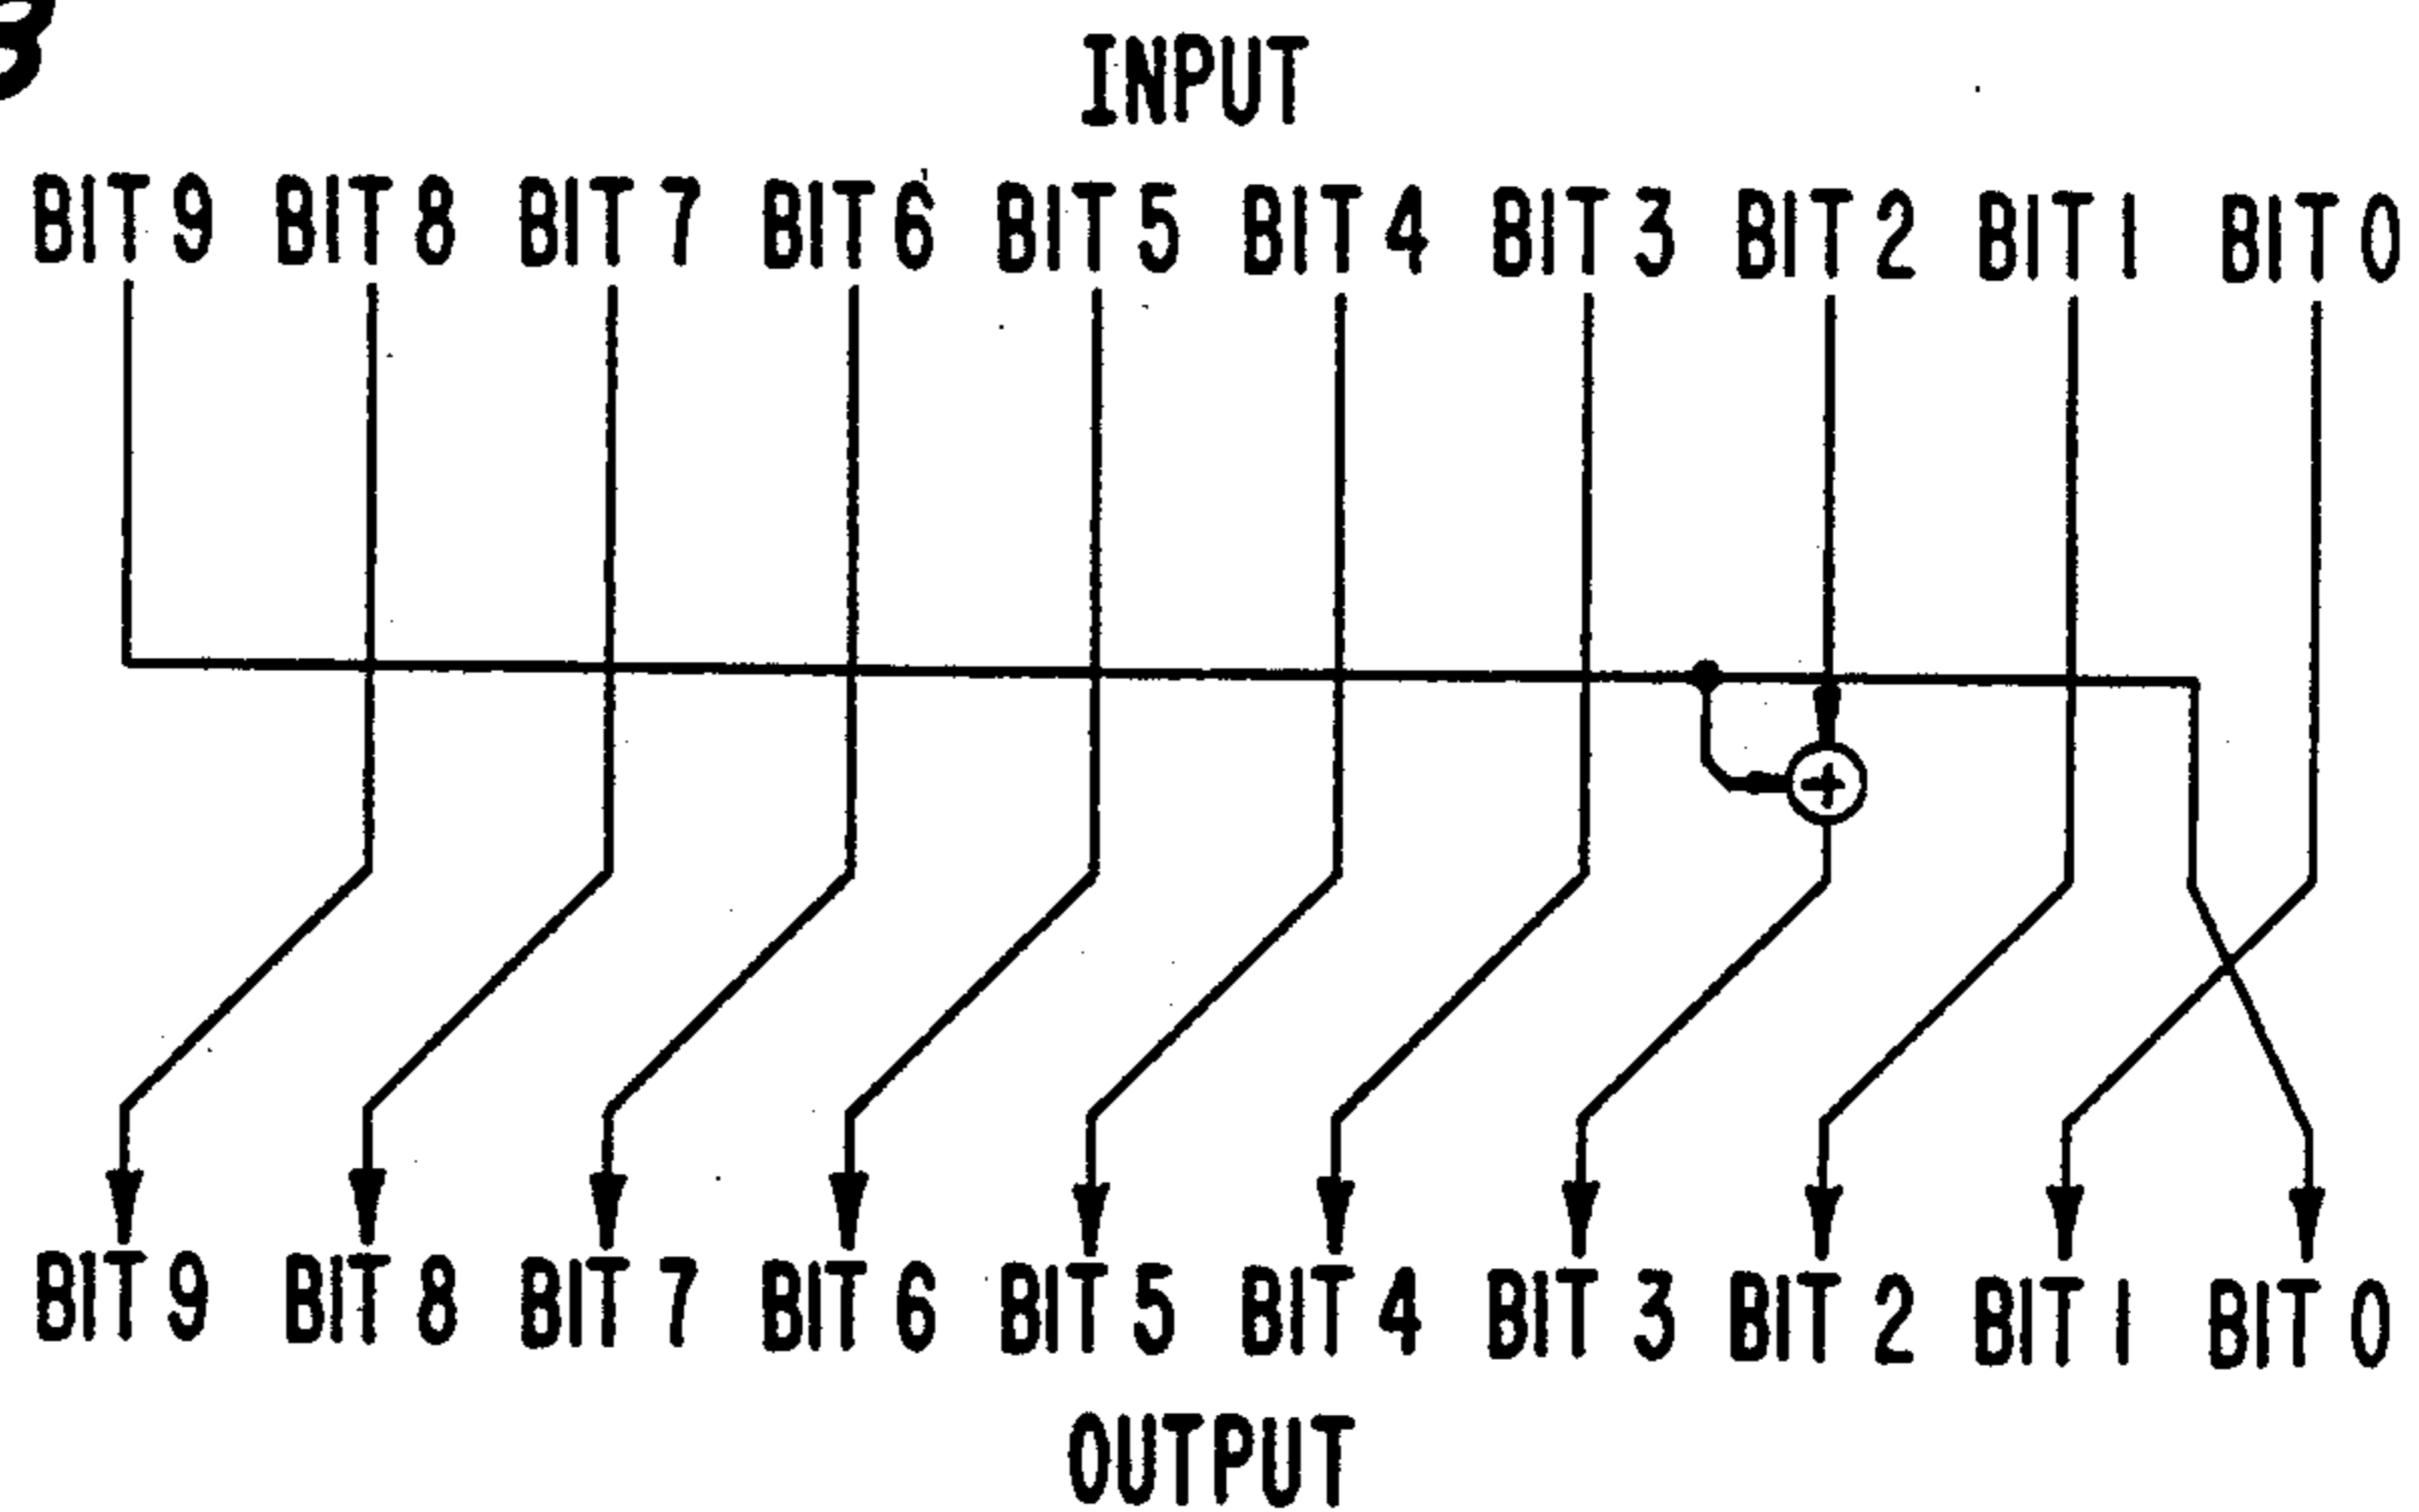 INPUT
BIT 9 BIT 8 BIT 7 BIT 6 BIT 5 BIT 4 BIT 3 BIT 2 BIT 1 BIT 0
+
BIT 9 BIT 8 BIT 7 BIT 6 BIT 5 BIT 4 BIT 3 BIT 2 BIT 1 BIT 0
OUTPUT